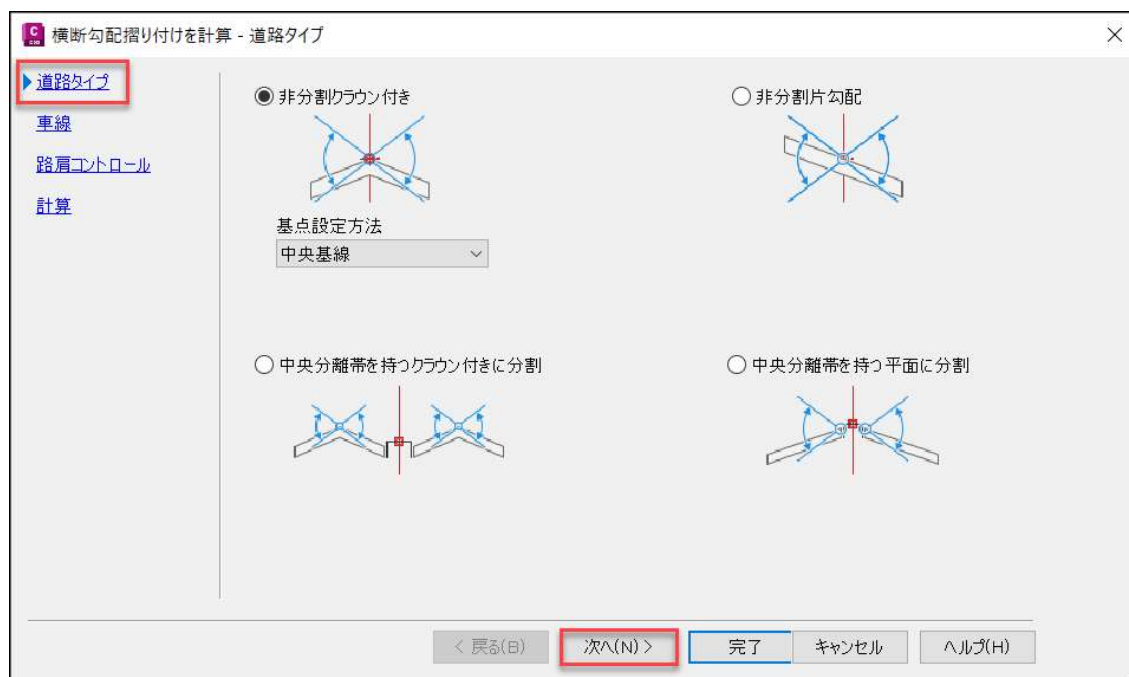 横断勾配摺り付けを計算 - 道路タイプ
道路タイプ
車線
路肩コントロール
計算
非分割クラウン付き
非分割片勾配
基点設定方法
中央基線
中央分離帯を持つクラウン付きに分割
中央分離帯を持つ平面に分割
< 戻る(B)
次へ(N) >
完了
キャンセル
ヘルプ(H)